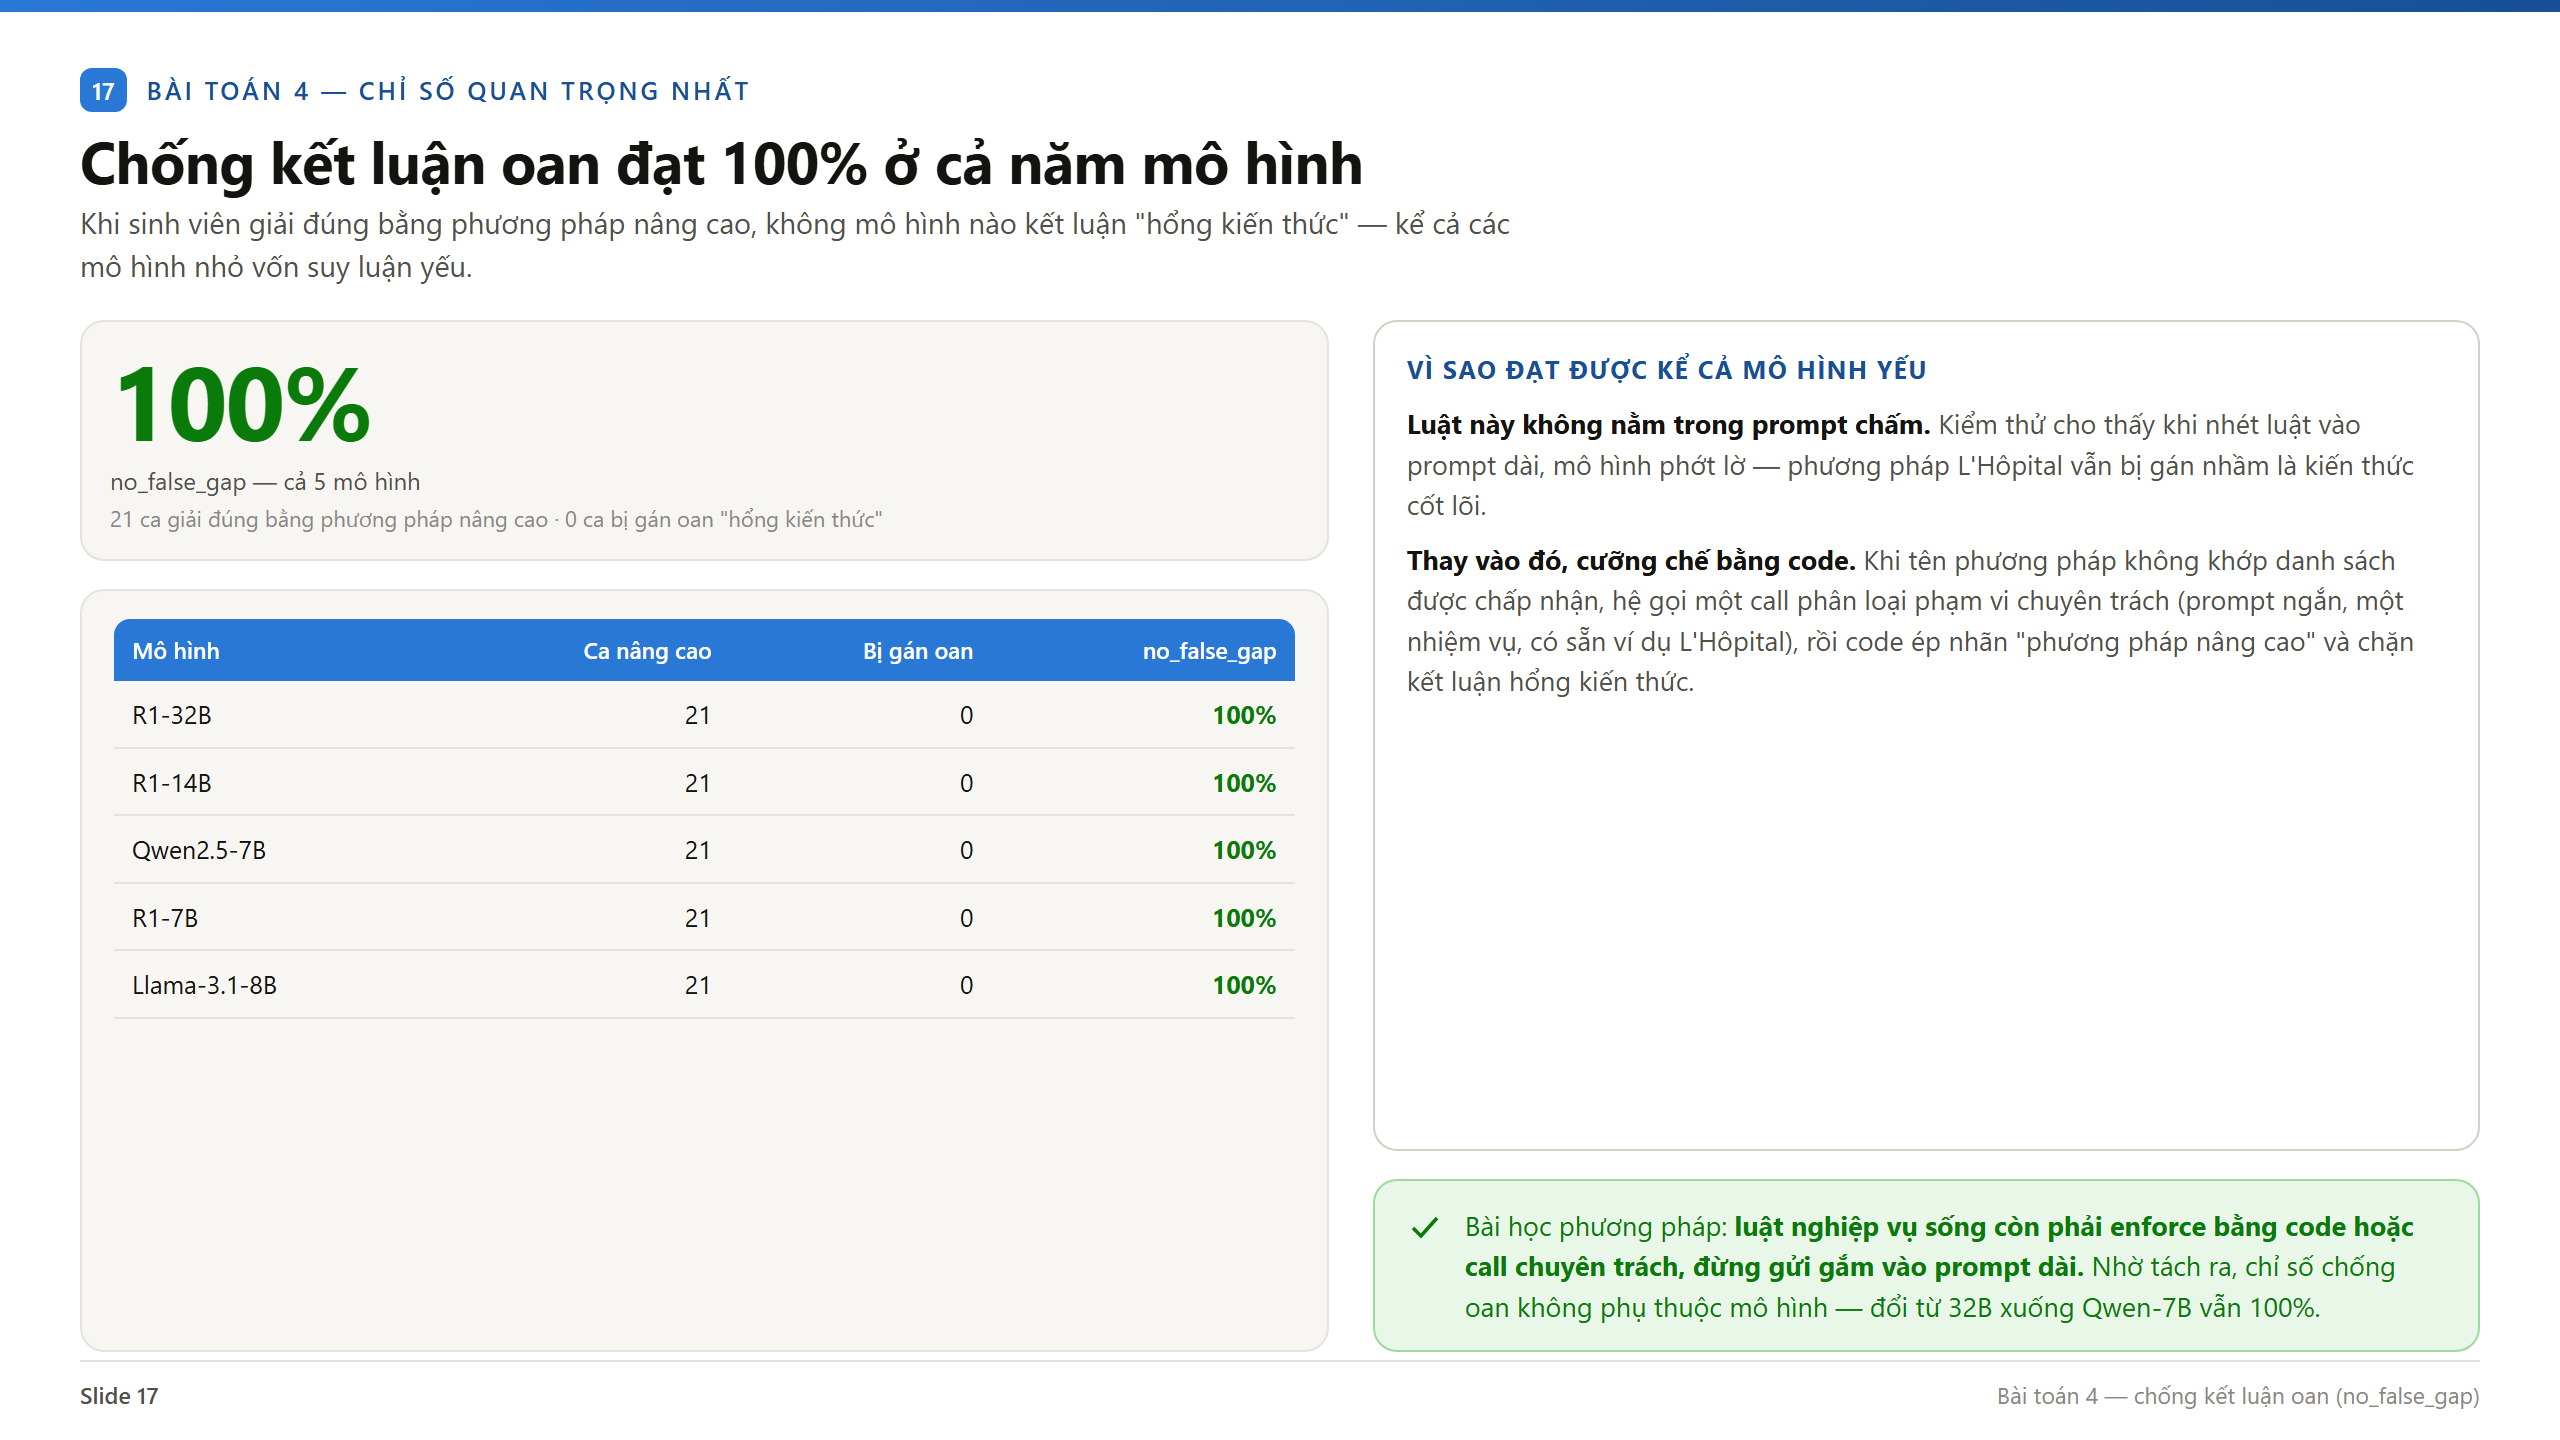 17 BÀI TOÁN 4 — CHỈ SỐ QUAN TRỌNG NHẤT
Chống kết luận oan đạt 100% ở cả năm mô hình
Khi sinh viên giải đúng bằng phương pháp nâng cao, không mô hình nào kết luận "hổng kiến thức" — kể cả các
mô hình nhỏ vốn suy luận yếu.
100%
no_false_gap — cả 5 mô hình
21 ca giải đúng bằng phương pháp nâng cao · 0 ca bị gán oan "hổng kiến thức"
Mô hình Ca nâng cao Bị gán oan no_false_gap
R1-32B 21 0 100%
R1-14B 21 0 100%
Qwen2.5-7B 21 0 100%
R1-7B 21 0 100%
Llama-3.1-8B 21 0 100%
VÌ SAO ĐẠT ĐƯỢC KỂ CẢ MÔ HÌNH YẾU
Luật này không nằm trong prompt chấm. Kiểm thử cho thấy khi nhét luật vào
prompt dài, mô hình phớt lờ — phương pháp L'Hôpital vẫn bị gán nhầm là kiến thức
cốt lõi.
Thay vào đó, cưỡng chế bằng code. Khi tên phương pháp không khớp danh sách
được chấp nhận, hệ gọi một call phân loại phạm vi chuyên trách (prompt ngắn, một
nhiệm vụ, có sẵn ví dụ L'Hôpital), rồi code ép nhãn "phương pháp nâng cao" và chặn
kết luận hổng kiến thức.
Bài học phương pháp: luật nghiệp vụ sống còn phải enforce bằng code hoặc
call chuyên trách, đừng gửi gắm vào prompt dài. Nhờ tách ra, chỉ số chống
oan không phụ thuộc mô hình — đổi từ 32B xuống Qwen-7B vẫn 100%.
Slide 17
Bài toán 4 — chống kết luận oan (no_false_gap)